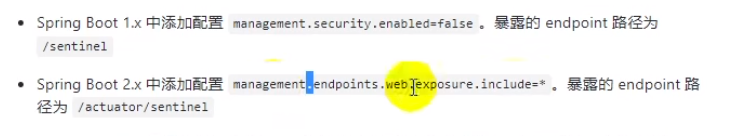 Spring Boot 1.x 中添加配置 management.security.enabled=false 。暴露的 endpoint 路径为
/sentinel
Spring Boot 2.x 中添加配置 management.endpoints.web.exposure.include=* 。暴露的 endpoint 路
径为 /actuator/sentinel